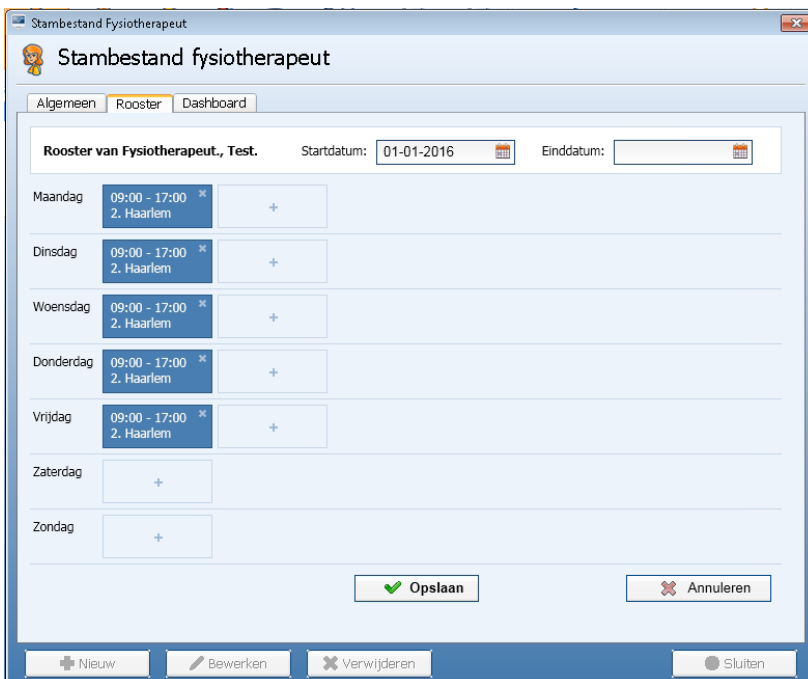 Stambestand Fysiotherapeut
Stambestand fysiotherapeut
Algemeen Rooster Dashboard
Rooster van Fysiotherapeut., Test. Startdatum: 01-01-2016 Einddatum:
Maandag
09:00 - 17:00
2. Haarlem
+
Dinsdag
09:00 - 17:00
2. Haarlem
+
Woensdag
09:00 - 17:00
2. Haarlem
+
Donderdag
09:00 - 17:00
2. Haarlem
+
Vrijdag
09:00 - 17:00
2. Haarlem
+
Zaterdag
+
Zondag
+
Opslaan Annuleren
Nieuw Bewerken Verwijderen Sluiten